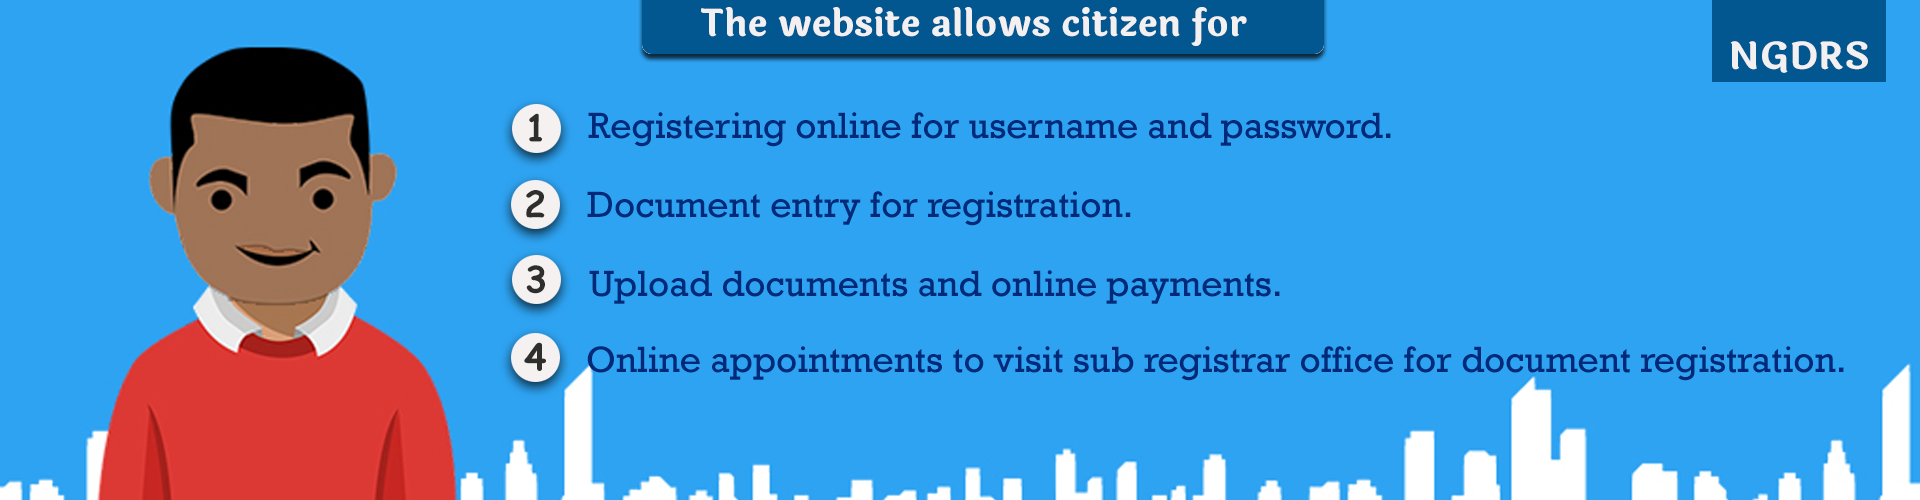 The website allows citizen for
NGDRS
1 Registering online for username and password.
2 Document entry for registration.
3 Upload documents and online payments.
4 Online appointments to visit sub registrar office for document registration.